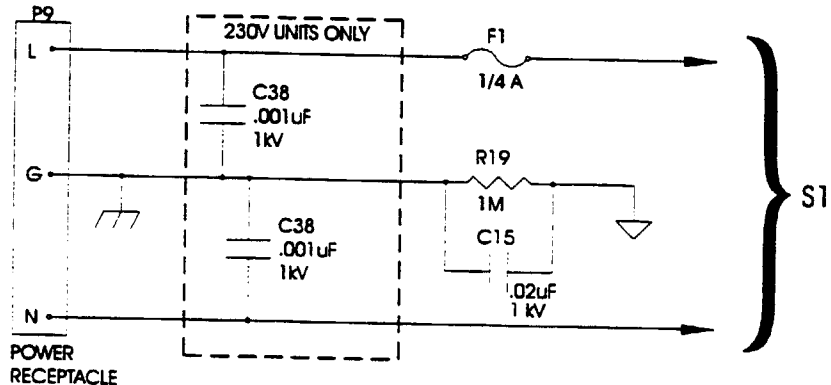 P9
230V UNITS ONLY
L
F1
1/4 A
C38
.001uF
1kV
G
R19
1M
S1
C38
.001uF
1kV
C15
.02uF
1 kV
N
POWER
RECEPTACLE